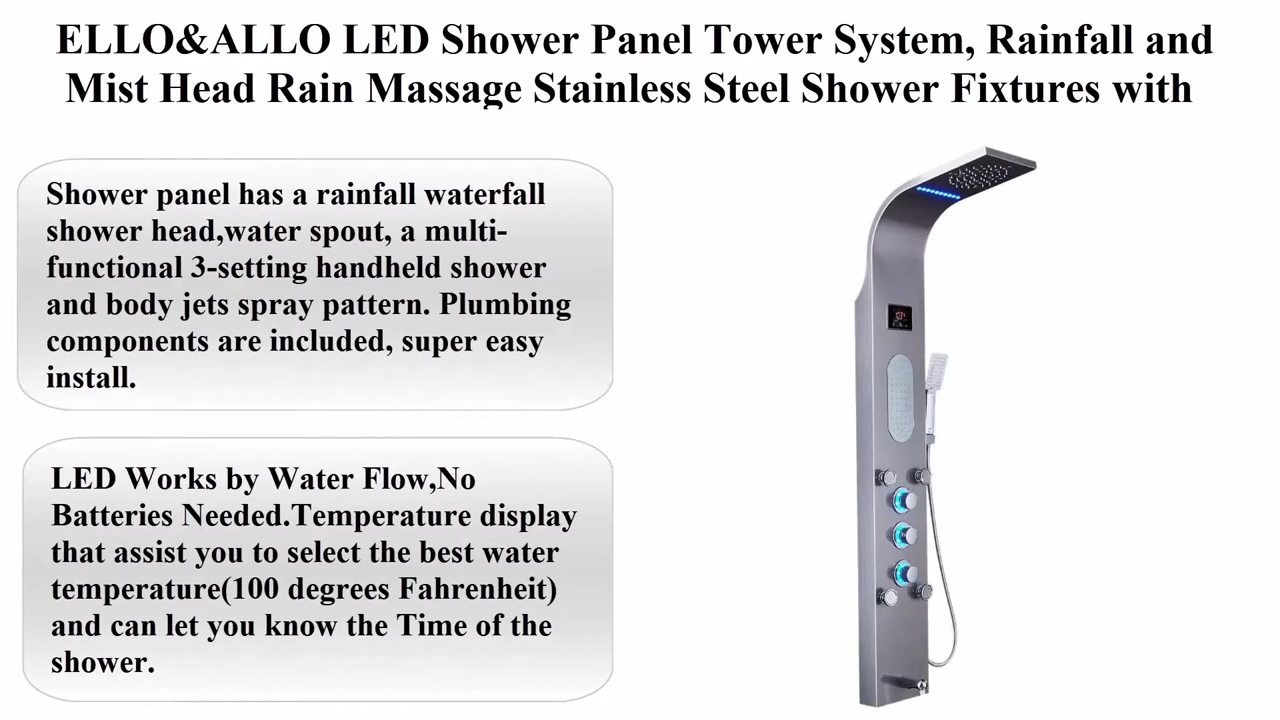 ELLO&ALLO LED Shower Panel Tower System, Rainfall and
Mist Head Rain Massage Stainless Steel Shower Fixtures with
Shower panel has a rainfall waterfall
shower head,water spout, a multi-
functional 3-setting handheld shower
and body jets spray pattern. Plumbing
components are included, super easy
install.
LED Works by Water Flow,No
Batteries Needed.Temperature display
that assist you to select the best water
temperature(100 degrees Fahrenheit)
and can let you know the Time of the
shower.